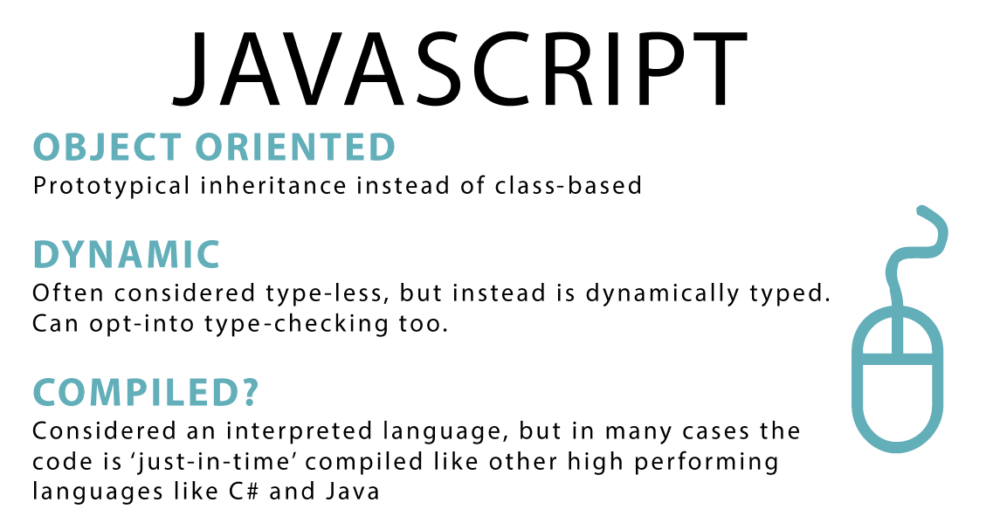 JAVASCRIPT
OBJECT ORIENTED
Prototypical inheritance instead of class-based
DYNAMIC
Often considered type-less, but instead is dynamically typed.
Can opt-into type-checking too.
COMPILED?
Considered an interpreted language, but in many cases the
code is ‘just-in-time’ compiled like other high performing
languages like C# and Java